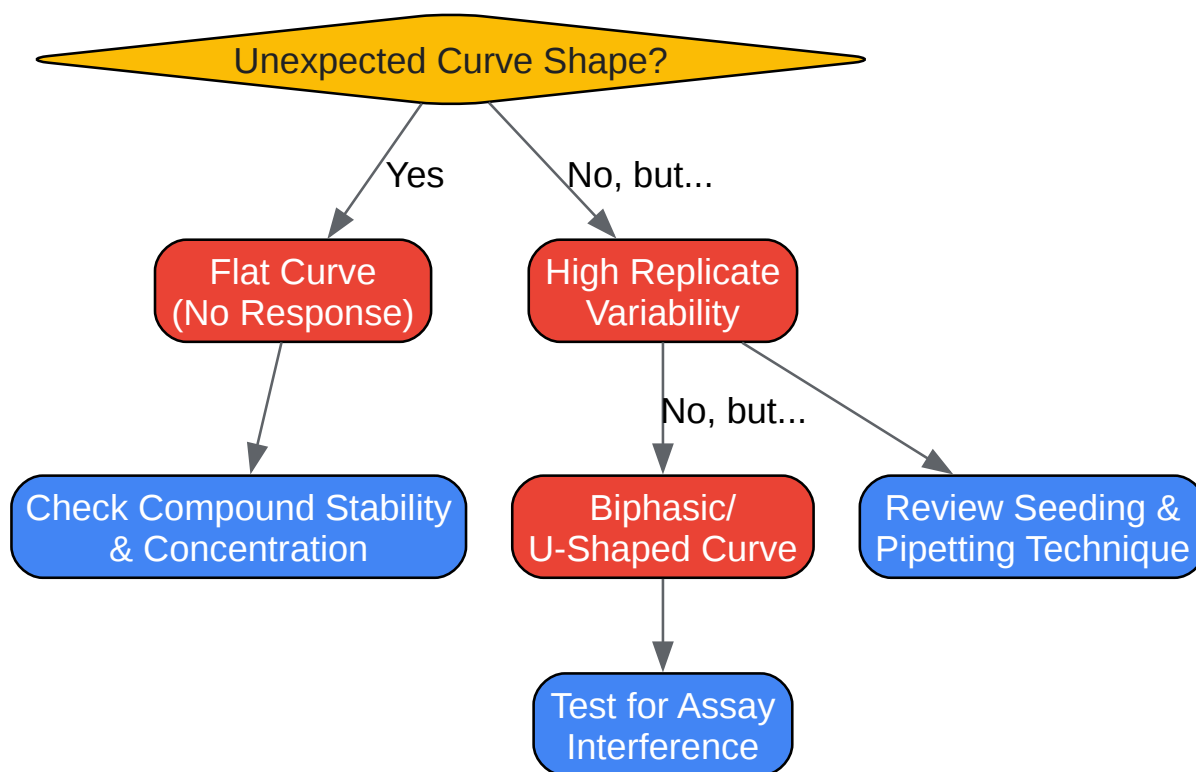 Unexpected Curve Shape?
Yes
No, but...
Flat Curve
(No Response)
High Replicate
Variability
No, but...
Check Compound Stability
& Concentration
Biphasic/
U-Shaped Curve
Review Seeding &
Pipetting Technique
Test for Assay
Interference